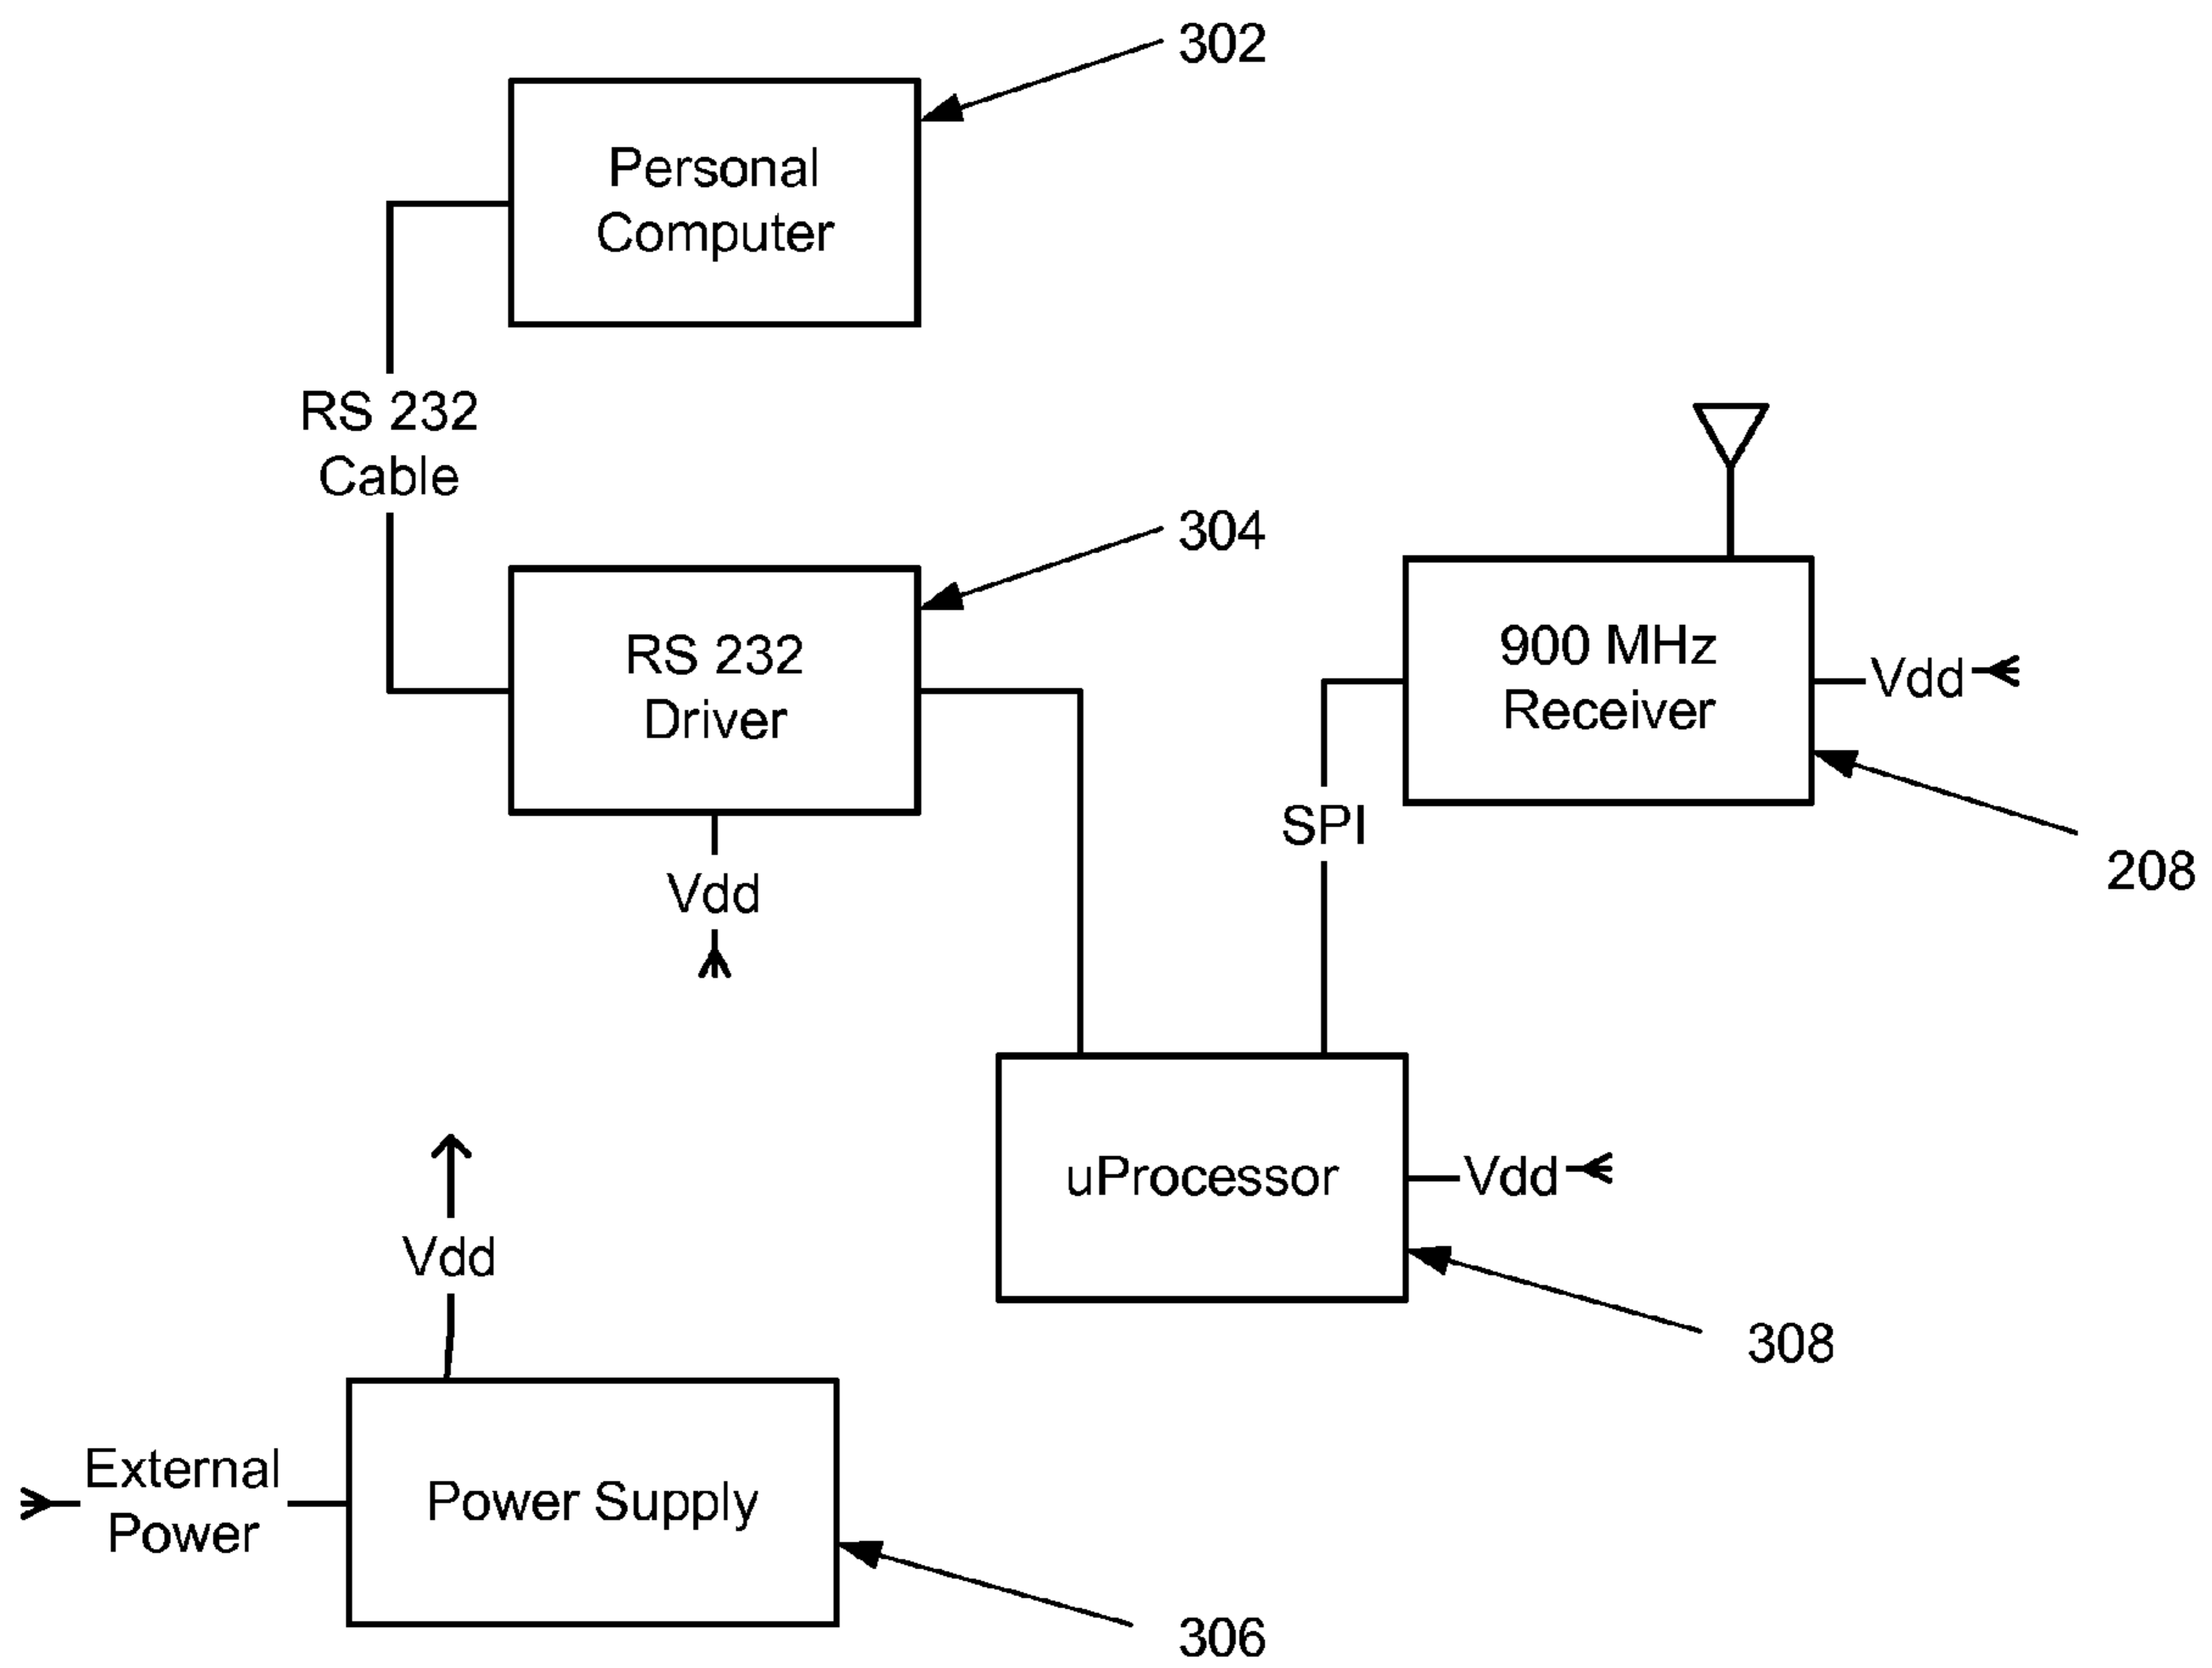 302
Personal
Computer
RS 232
Cable
304
RS 232
Driver
Vdd
900 MHz
Receiver
Vdd
208
SPI
uProcessor
Vdd
308
Vdd
External
Power
Power Supply
306